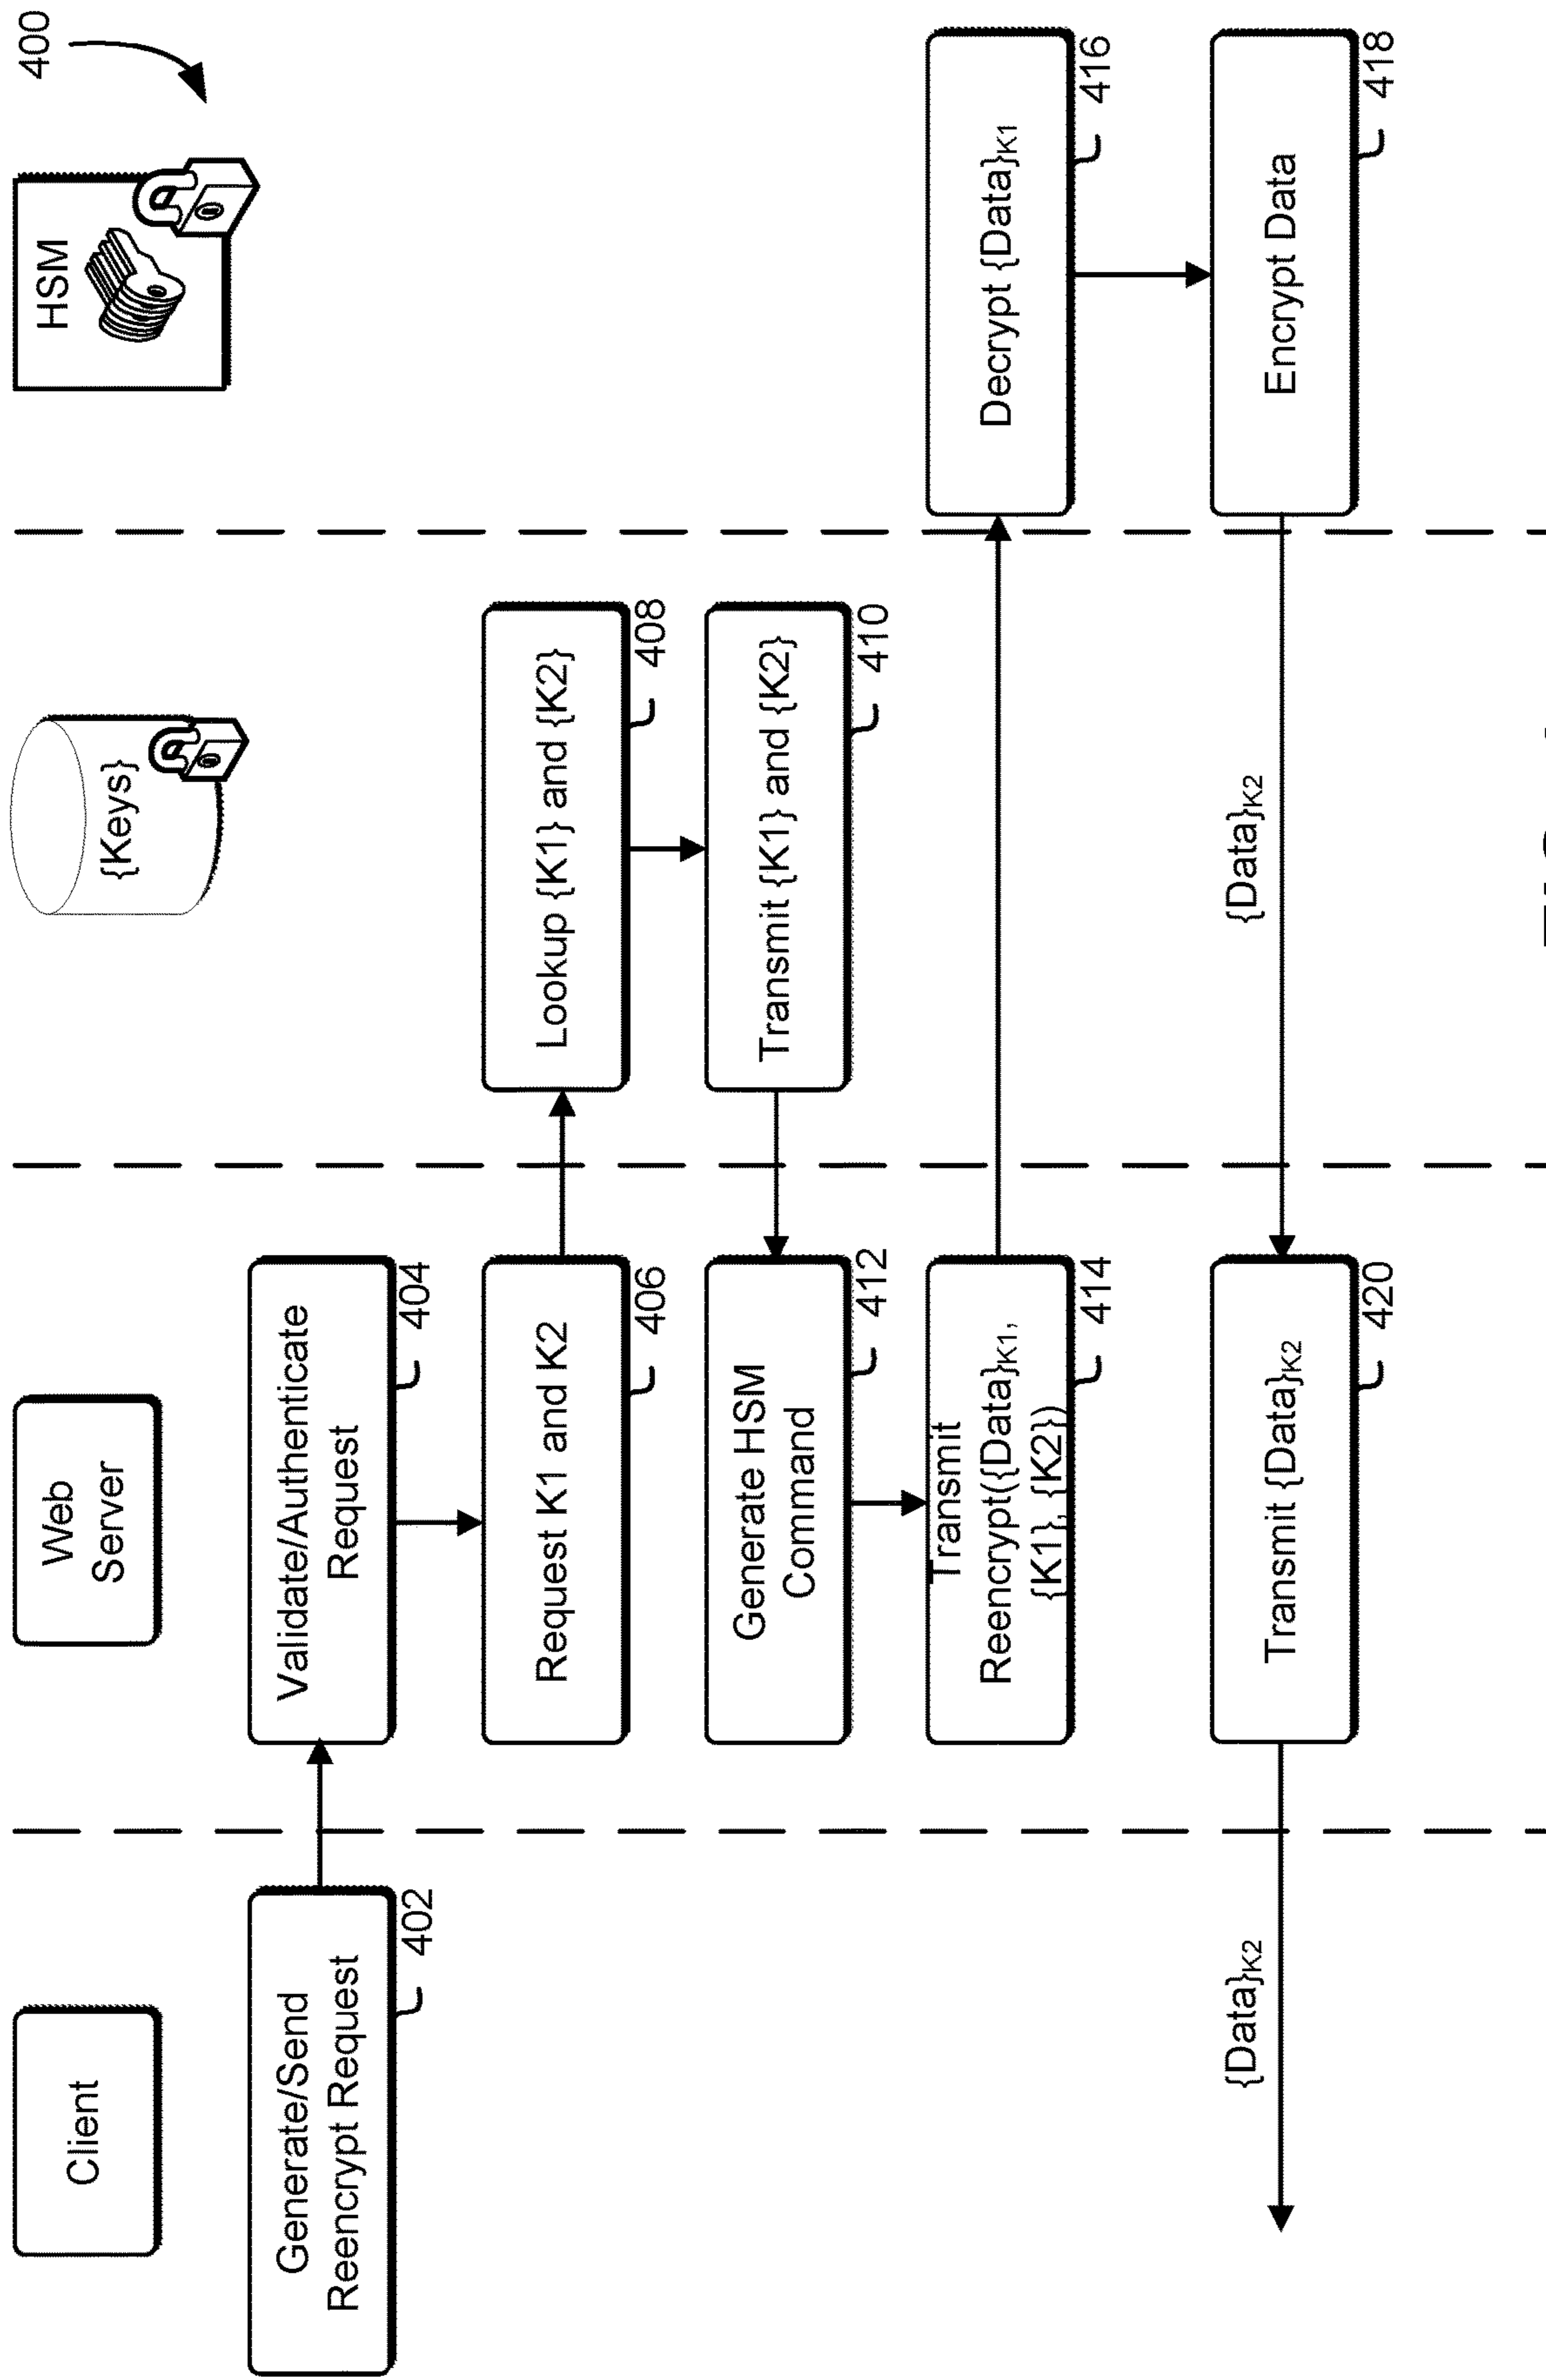 400
Client
Web
Server
{Keys}
HSM
Generate/Send
Reencrypt Request
402
Validate/Authenticate
Request
404
Request K1 and K2
406
Lookup {K1} and {K2}
408
Transmit {K1} and {K2}
410
Generate HSM
Command
412
Transmit
Reencrypt({Data}K1,
{K1}, {K2})
414
Decrypt {Data}K1
416
Encrypt Data
418
{Data}K2
Transmit {Data}K2
420
{Data}K2